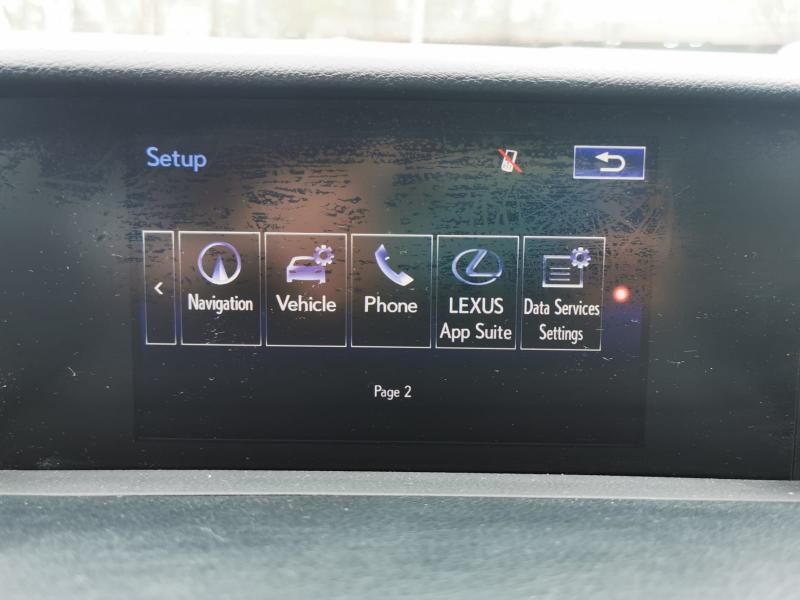 Setup
Navigation
Vehicle
Phone
LEXUS
App Suite
Data Services
Settings
Page 2